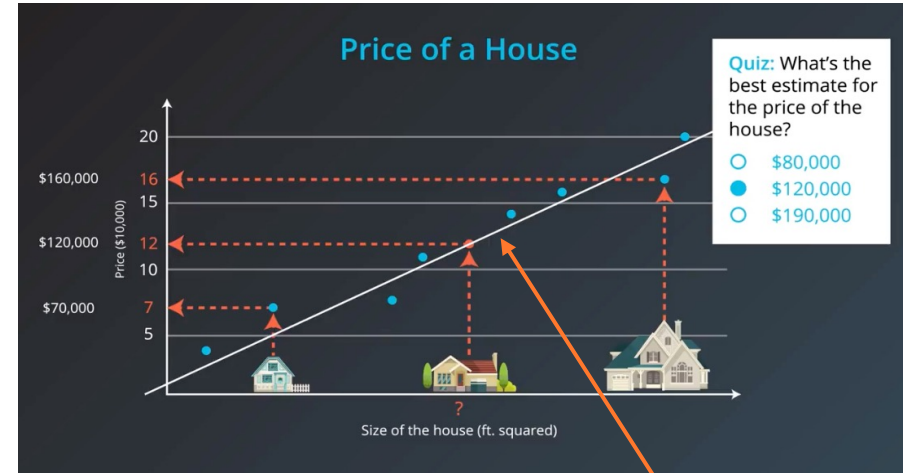 Price of a House
Quiz: What's the
best estimate for
the price of the
house?
$80,000
$120,000
$190,000
20
$160,000
16
15
Price ($10,000)
$120,000
12
10
$70,000
7
5
?
Size of the house (ft. squared)